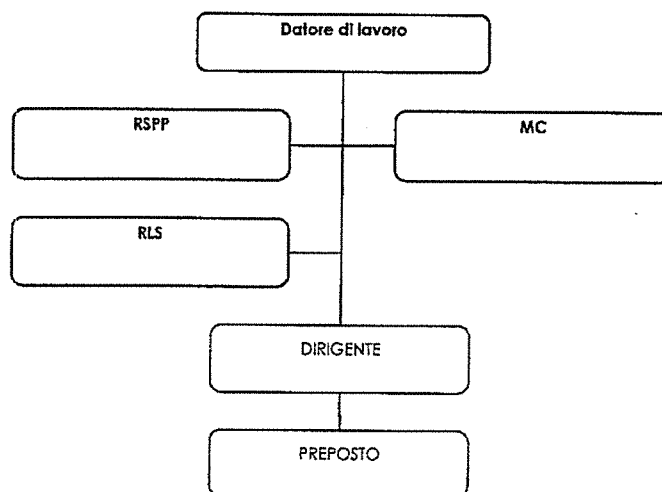 Datore di lavoro
RSPP
MC
RLS
DIRIGENTE
PREPOSTO